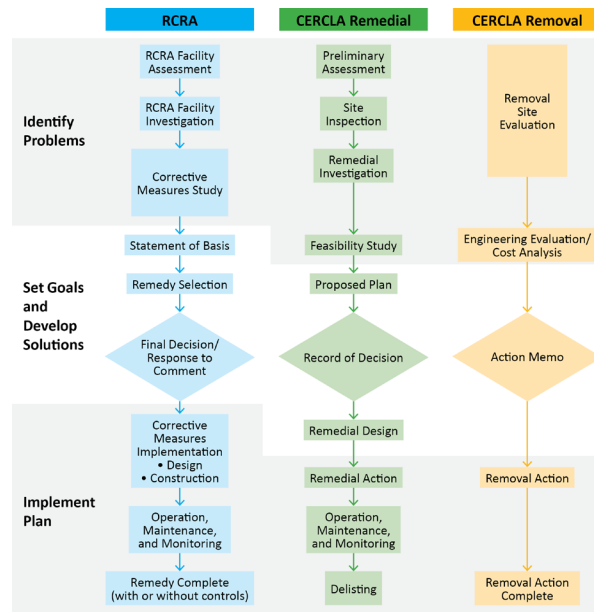 RCRA
CERCLA Remedial
CERCLA Removal
Identify
Problems
RCRA Facility
Assessment
RCRA Facility
Investigation
Corrective
Measures Study
Preliminary
Assessment
Site
Inspection
Remedial
Investigation
Removal
Site
Evaluation
Set Goals
and
Develop
Solutions
Statement of Basis
Remedy Selection
Final Decision/
Response to
Comment
Feasibility Study
Proposed Plan
Record of Decision
Engineering Evaluation/
Cost Analysis
Action Memo
Implement
Plan
Corrective
Measures
Implementation
• Design
• Construction
Operation,
Maintenance,
and Monitoring
Remedy Complete
(with or without controls)
Remedial Design
Remedial Action
Operation,
Maintenance,
and Monitoring
Delisting
Removal Action
Removal Action
Complete